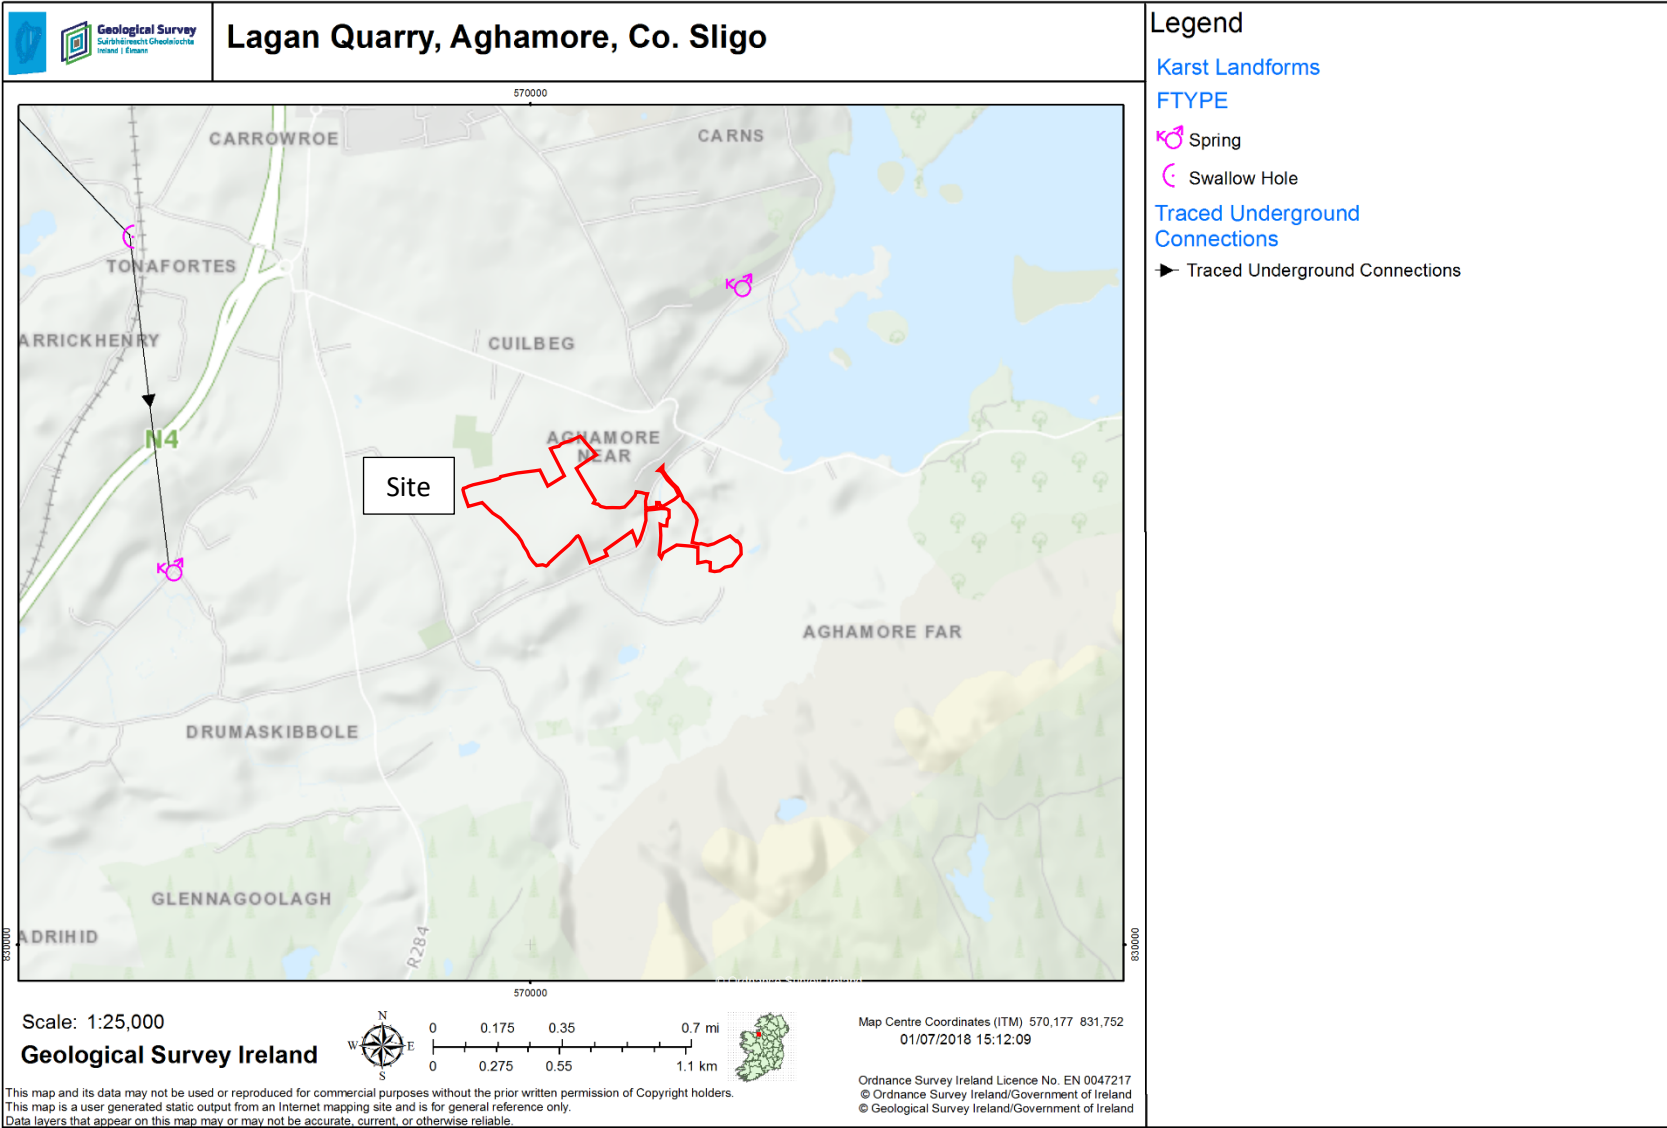 Geological Survey
Suirbhéireacht Gheolaíochta
Ireland | Éireann
Lagan Quarry, Aghamore, Co. Sligo
Legend
Karst Landforms
FTYPE
Spring
Swallow Hole
Traced Underground
Connections
Traced Underground Connections
570000
CARROWROE
CARNS
TONAFORTES
ARRICKHENRY
CUILBEG
N4
AGHAMORE
NEAR
Site
AGHAMORE FAR
DRUMASKIBBOLE
GLENNAGOOLAGH
ADRIHID
R284
830000
830000
© Ordnance Survey Ireland
570000
Scale: 1:25,000
Geological Survey Ireland
N
W
E
S
0 0.175 0.35 0.7 mi
0 0.275 0.55 1.1 km
Map Centre Coordinates (ITM) 570,177 831,752
01/07/2018 15:12:09
Ordnance Survey Ireland Licence No. EN 0047217
© Ordnance Survey Ireland/Government of Ireland
© Geological Survey Ireland/Government of Ireland
This map and its data may not be used or reproduced for commercial purposes without the prior written permission of Copyright holders.
This map is a user generated static output from an Internet mapping site and is for general reference only.
Data layers that appear on this map may or may not be accurate, current, or otherwise reliable.